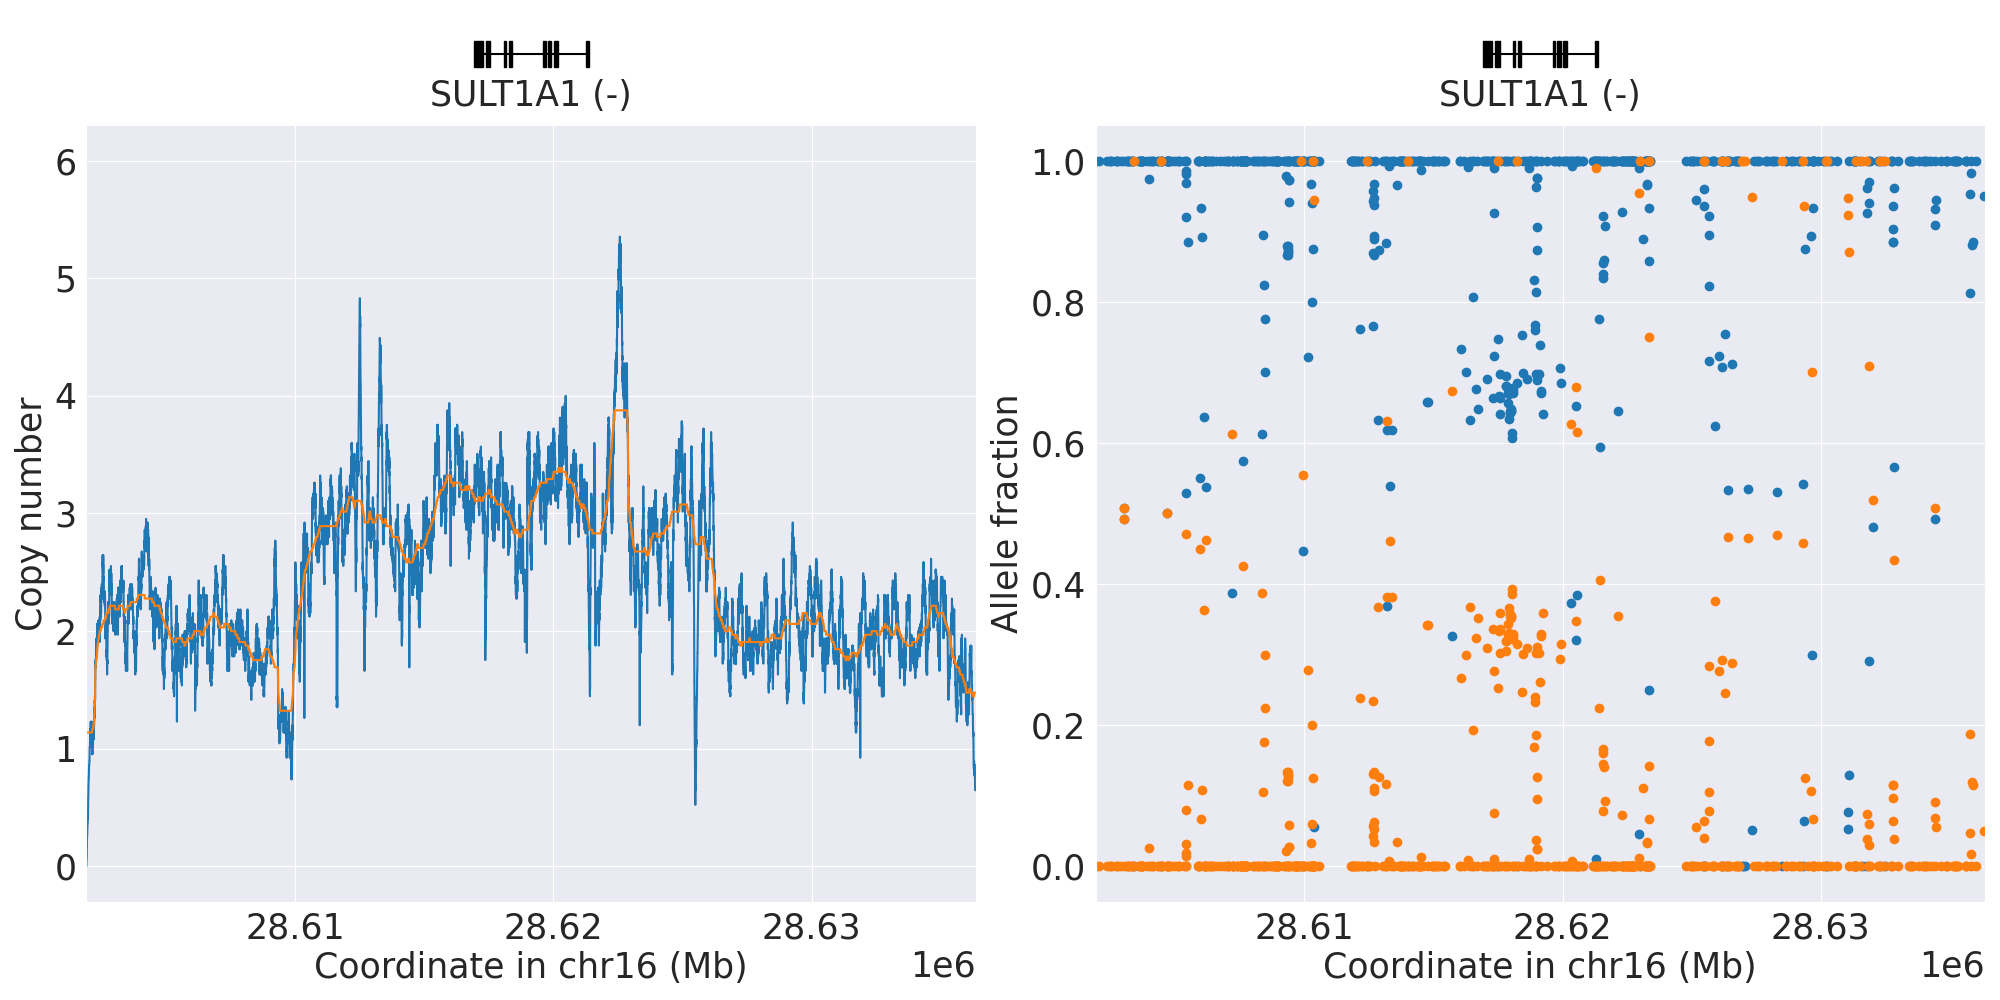 SULT1A1 (-)
Copy number
6
5
4
3
2
1
0
28.61
28.62
28.63
Coordinate in chr16 (Mb)
1e6
SULT1A1 (-)
Allele fraction
1.0
0.8
0.6
0.4
0.2
0.0
28.61
28.62
28.63
Coordinate in chr16 (Mb)
1e6